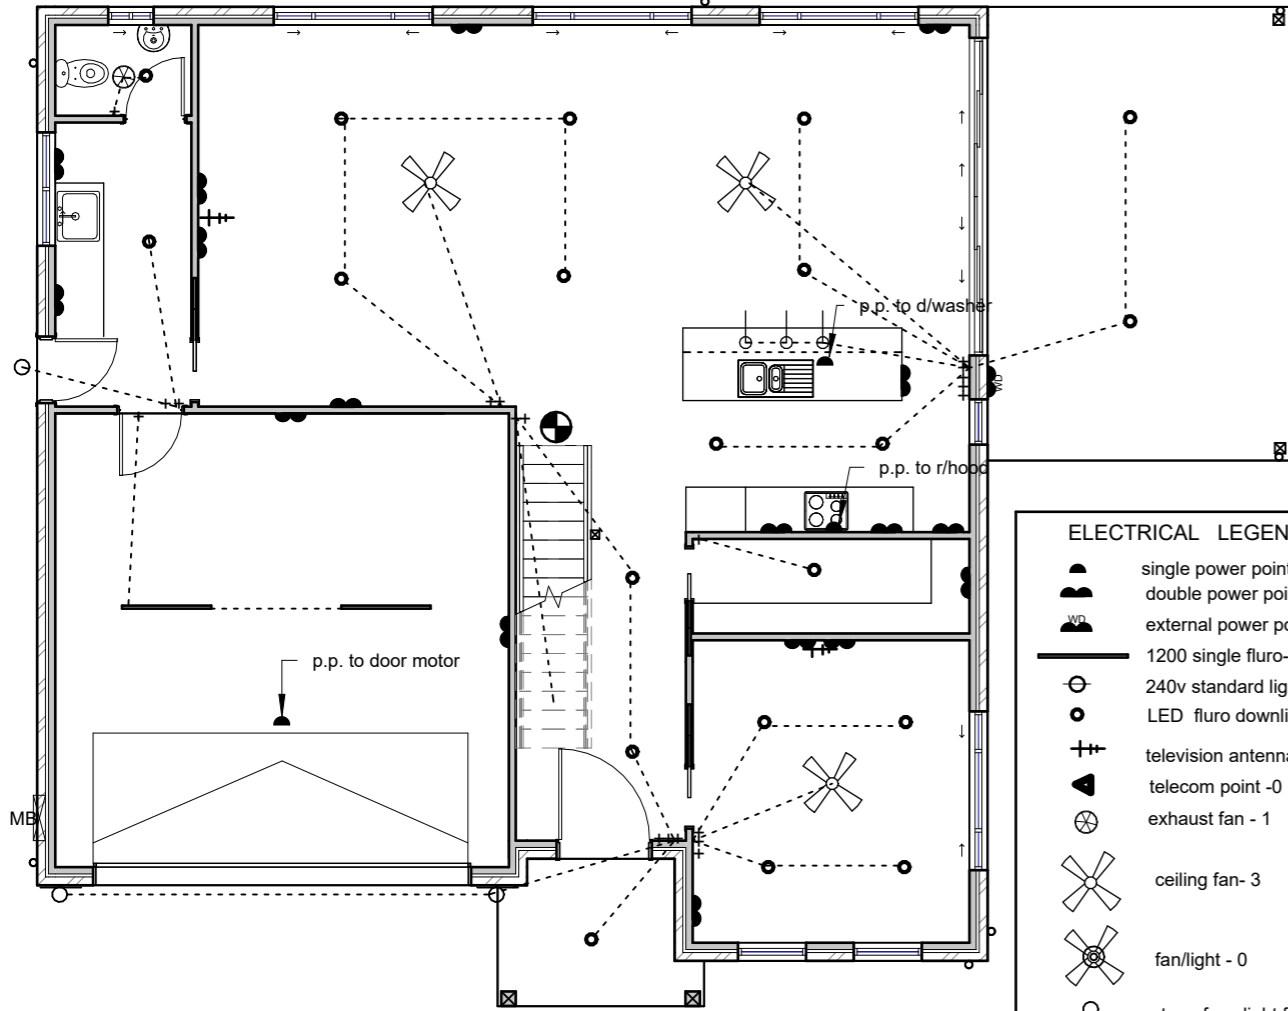 p.p. to d/washer
WD
p.p. to r/hood
p.p. to door motor
MB
ELECTRICAL LEGEN
single power point
double power poi
WD
external power po
1200 single fluro-
240v standard lig
LED fluro downli
television antenna
telecom point -0
exhaust fan - 1
ceiling fan- 3
fan/light - 0